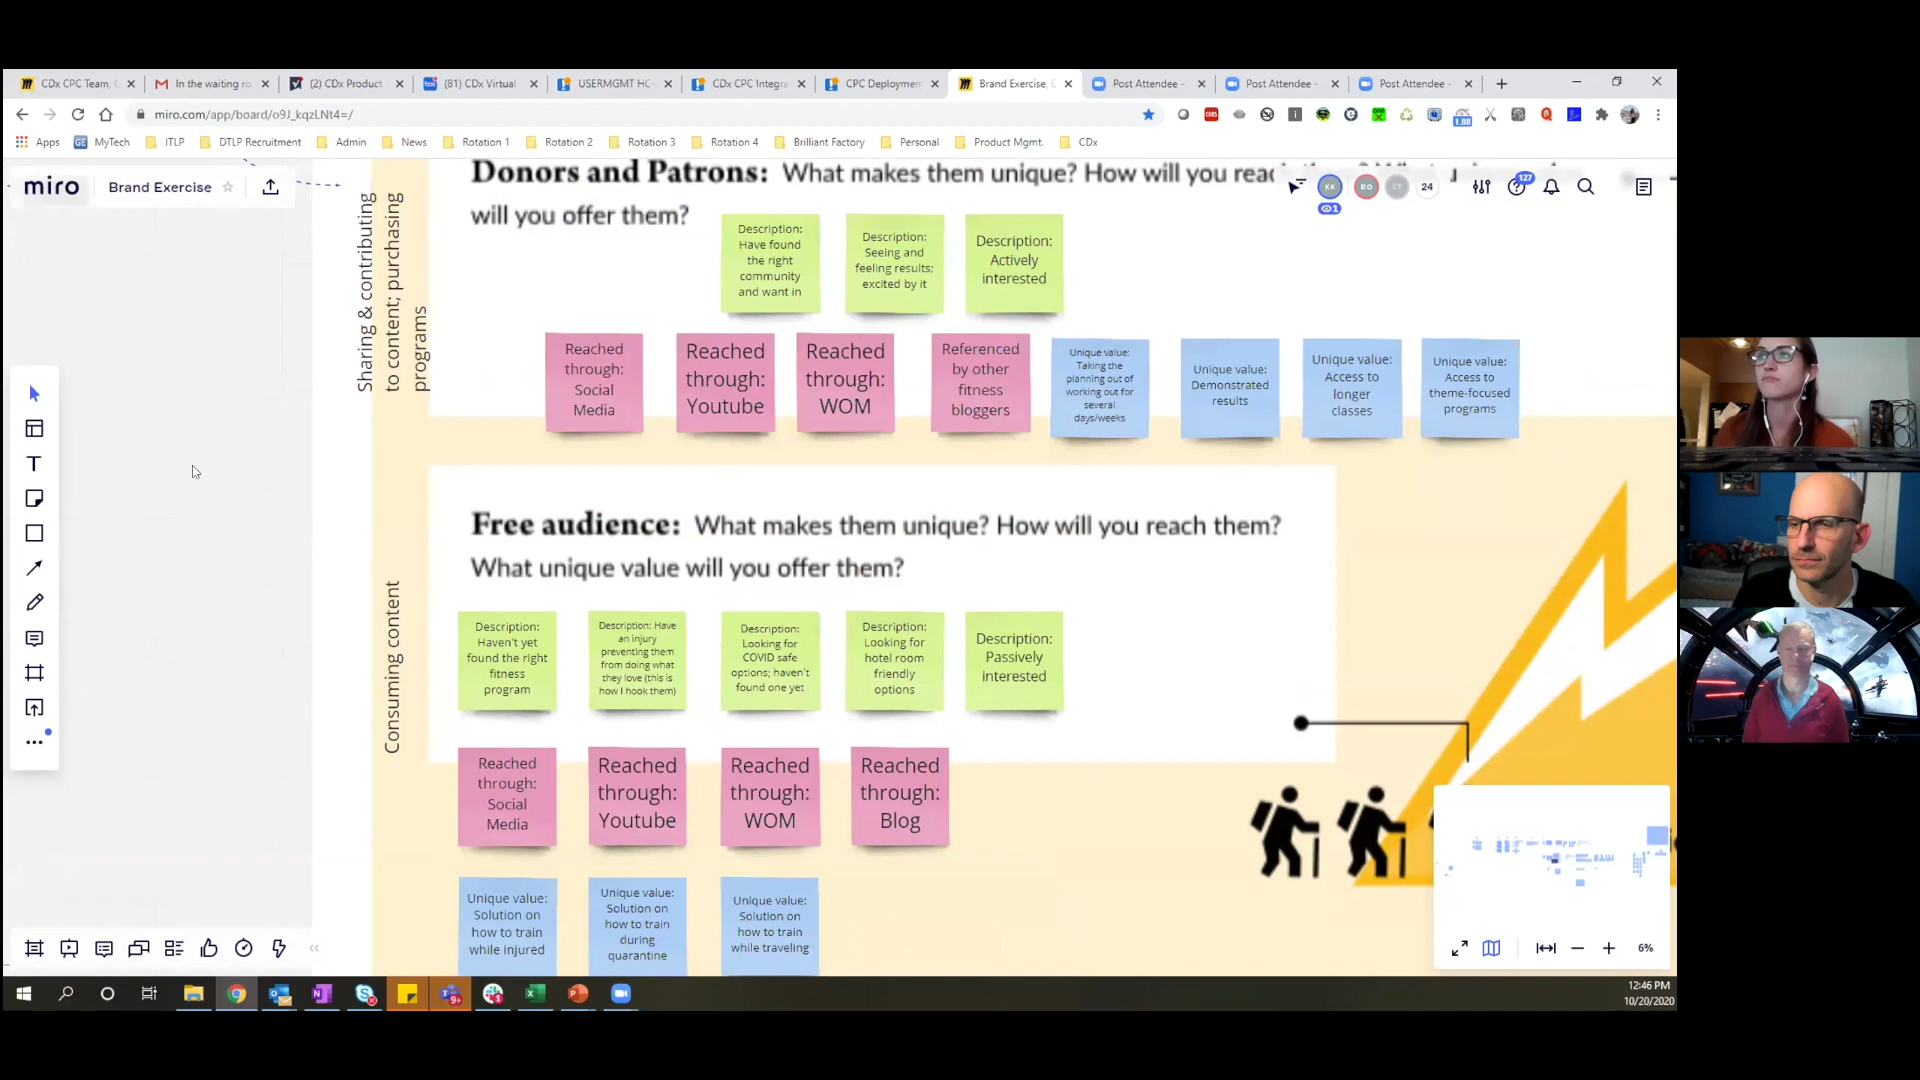 CDx CPC Team, C
In the waiting ro
(2) CDx Product
(81) CDx Virtual
USERMGMT HC-
CDx CPC Integra
CPC Deployment
Brand Exercise, C
Post Attendee -
Post Attendee -
Post Attendee -
miro.com/app/board/o9J_kqzLNt4=/
Apps
MyTech
ITLP
DTLP Recruitment
Admin
News
Rotation 1
Rotation 2
Rotation 3
Rotation 4
Brilliant Factory
Personal
Product Mgmt.
CDx
miro
Brand Exercise
KK
DO
CT
24
127
1
Sharing & contributing
to content; purchasing
programs
Donors and Patrons: What makes them unique? How will you reac
will you offer them?
Description:
Have found
the right
community
and want in
Description:
Seeing and
feeling results;
excited by it
Description:
Actively
interested
Reached
through:
Social
Media
Reached
through:
Youtube
Reached
through:
WOM
Referenced
by other
fitness
bloggers
Unique value:
Taking the
planning out of
working out for
several
days/weeks
Unique value:
Demonstrated
results
Unique value:
Access to
longer
classes
Unique value:
Access to
theme-focused
programs
Consuming content
Free audience: What makes them unique? How will you reach them?
What unique value will you offer them?
Description:
Haven't yet
found the right
fitness
program
Description: Have
an injury
preventing them
from doing what
they love (this is
how I hook them)
Description:
Looking for
COVID safe
options; haven't
found one yet
Description:
Looking for
hotel room
friendly
options
Description:
Passively
interested
Reached
through:
Social
Media
Reached
through:
Youtube
Reached
through:
WOM
Reached
through:
Blog
Unique value:
Solution on
how to train
while injured
Unique value:
Solution on
how to train
during
quarantine
Unique value:
Solution on
how to train
while traveling
6%
12:46 PM
10/20/2020